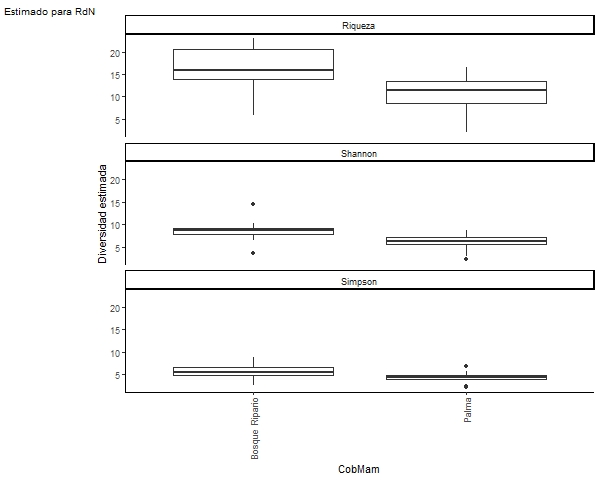 Estimado para RdN
Riqueza
20
15
10
5
Shannon
20
15
10
5
Simpson
20
15
10
5
Diversidad estimada
Bosque Ripario
Palma
CobMam